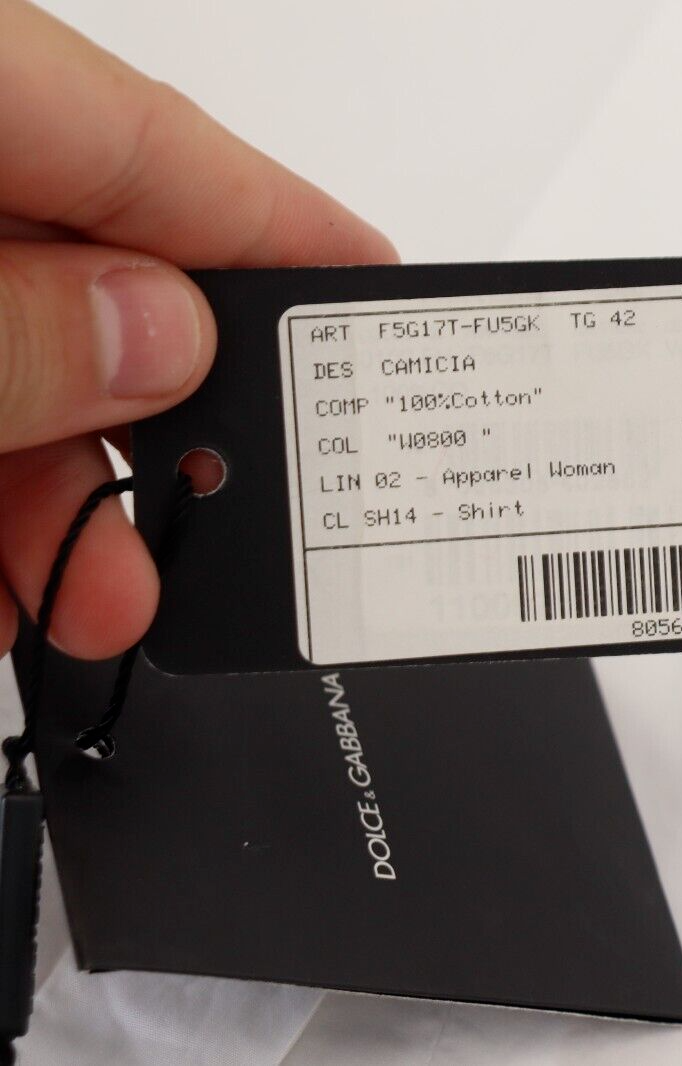 ART F5G17T-FU5GK TG 42
DES CAMICIA
COMP "100%Cotton"
COL "W0800 "
LIN 02 - Apparel Woman
CL SH14 - Shirt
8056
DOLCE & GABBANA